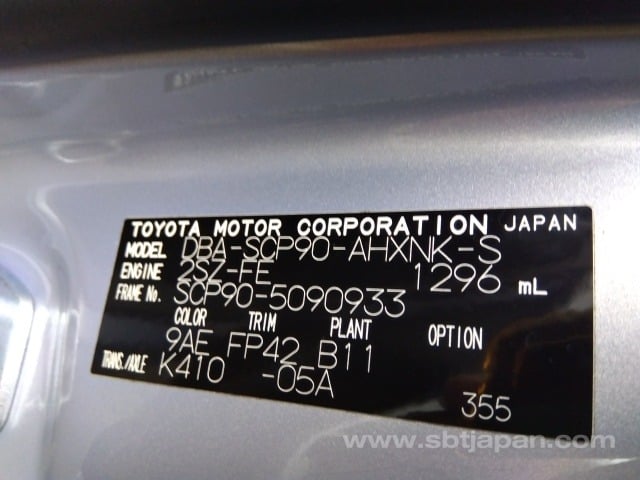 TOYOTA MOTOR CORPORATION JAPAN
MODEL DBA-SCP90-AHXNK-S
ENGINE 2SZ-FE 1296 mL
FRAME No. SCP90-5090933
COLOR TRIM PLANT OPTION
9AE FP42 B11
TRANS./AXLE K410 -05A
355
www.sbtjapan.com